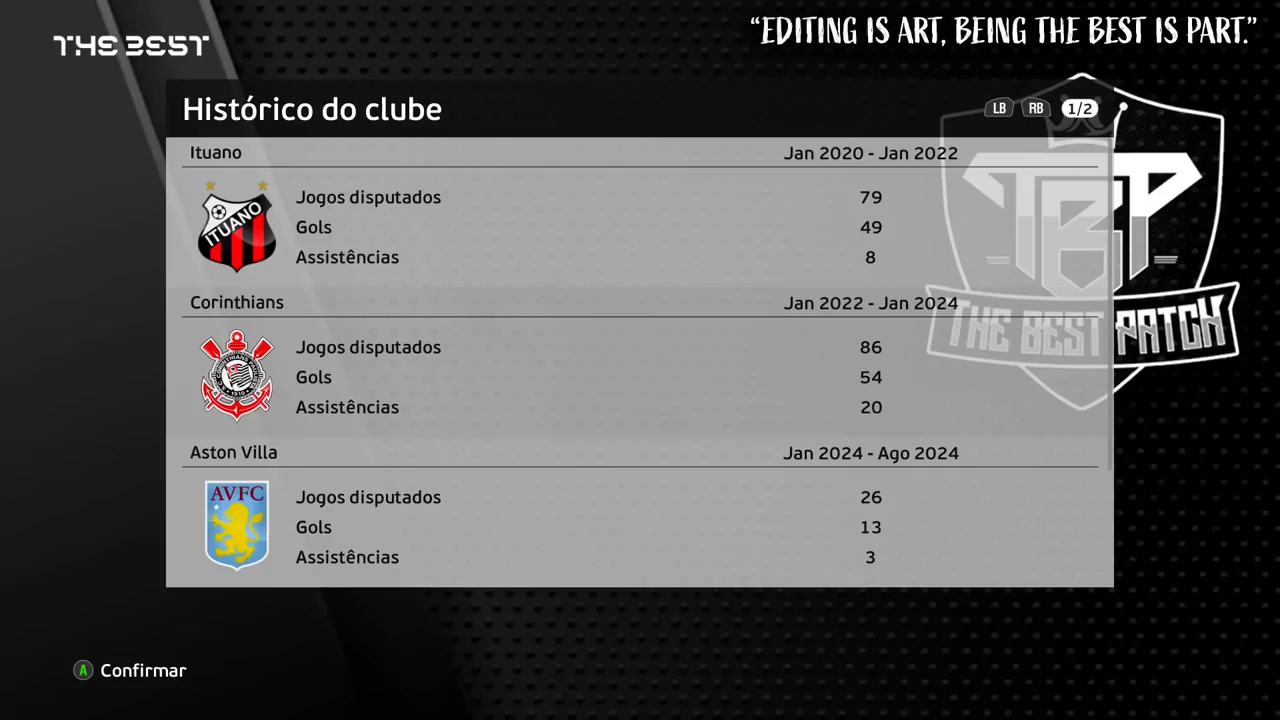 THE BEST
“EDITING IS ART, BEING THE BEST IS PART.”
Histórico do clube
LB RB 1/2
Ituano Jan 2020 - Jan 2022
ITUANO
Jogos disputados 79
Gols 49
Assistências 8
Corinthians Jan 2022 - Jan 2024
Jogos disputados 86
Gols 54
Assistências 20
Aston Villa Jan 2024 - Ago 2024
AVFC
Jogos disputados 26
Gols 13
Assistências 3
TBP
THE BEST PATCH
A Confirmar